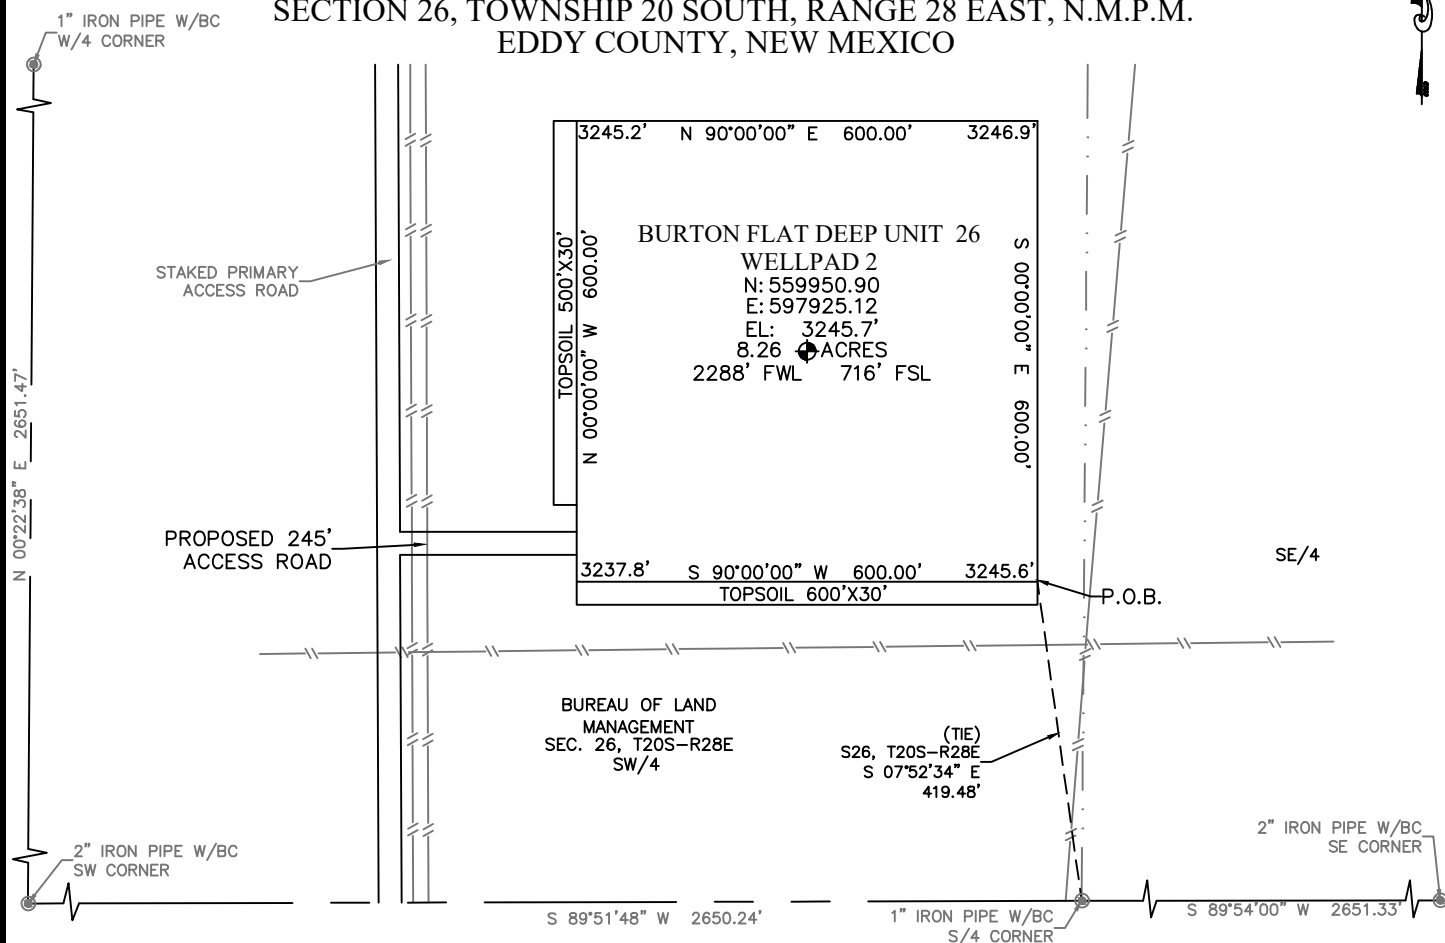 SECTION 26, TOWNSHIP 20 SOUTH, RANGE 28 EAST, N.M.P.M.
EDDY COUNTY, NEW MEXICO
1" IRON PIPE W/BC
W/4 CORNER
3245.2' N 90°00'00" E 600.00' 3246.9'
STAKED PRIMARY
ACCESS ROAD
TOPSOIL 500'X30'
N 00°00'00" W 600.00'
BURTON FLAT DEEP UNIT 26
WELLPAD 2
N: 559950.90
E: 597925.12
EL: 3245.7'
8.26 ACRES
2288' FWL 716' FSL
S 00°00'00" E 600.00'
N 00°22'38" E 2651.47'
PROPOSED 245'
ACCESS ROAD
3237.8' S 90°00'00" W 600.00' 3245.6'
TOPSOIL 600'X30'
P.O.B.
SE/4
BUREAU OF LAND
MANAGEMENT
SEC. 26, T20S-R28E
SW/4
(TIE)
S26, T20S-R28E
S 07°52'34" E
419.48'
2" IRON PIPE W/BC
SW CORNER
2" IRON PIPE W/BC
SE CORNER
S 89°51'48" W 2650.24'
1" IRON PIPE W/BC
S/4 CORNER
S 89°54'00" W 2651.33'